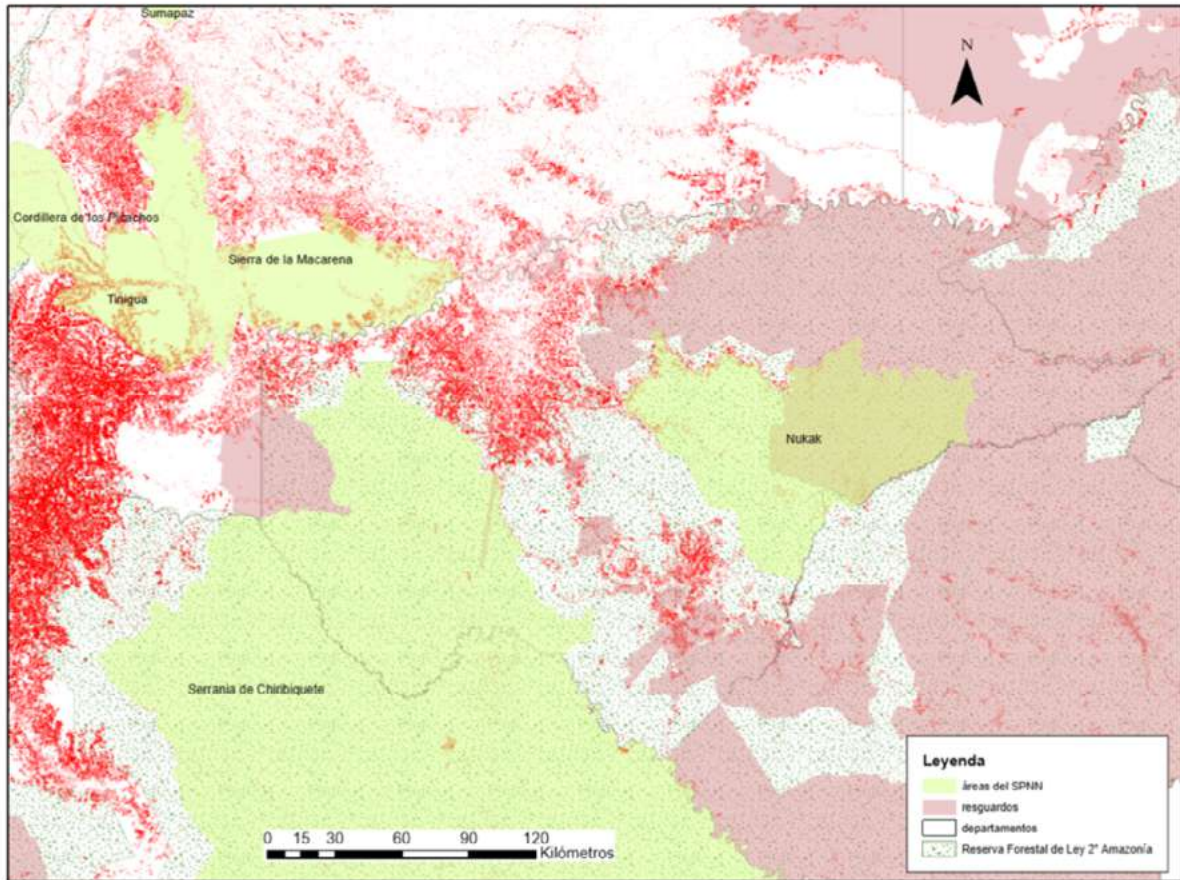 Sumapaz
N
Cordillera de los Picachos
Sierra de la Macarena
Tinigua
Nukak
Serrania de Chiribiquete
Leyenda
áreas del SPNN
resguardos
departamentos
Reserva Forestal de Ley 2° Amazonía
0 15 30 60 90 120
Kilómetros